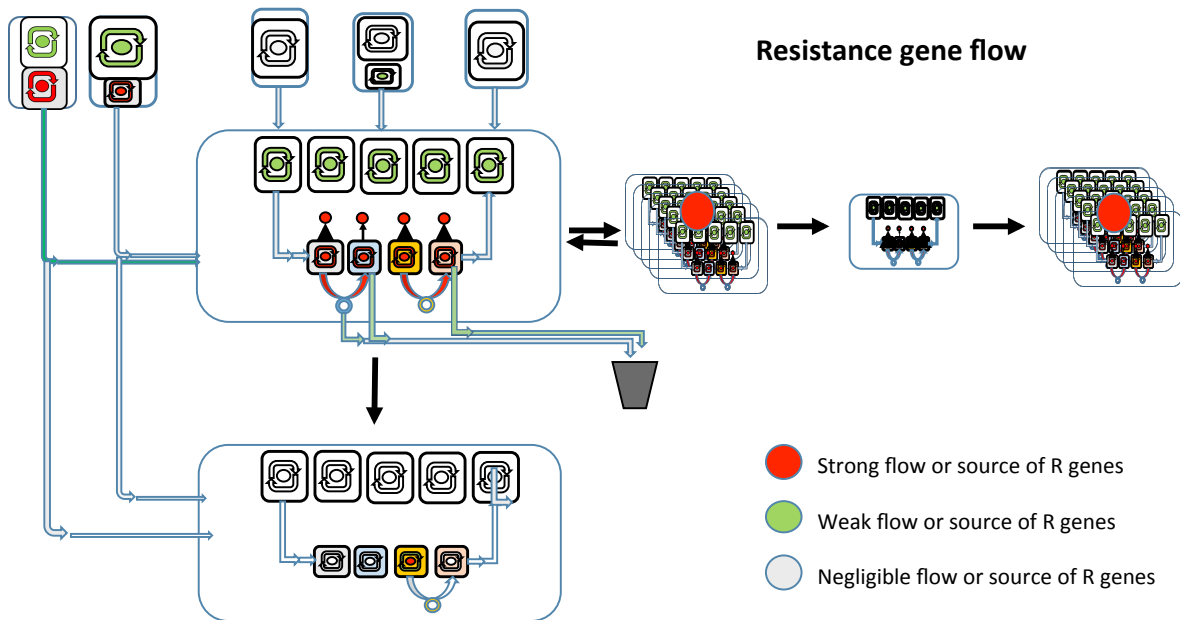 Resistance gene flow
Strong flow or source of R genes
Weak flow or source of R genes
Negligible flow or source of R genes